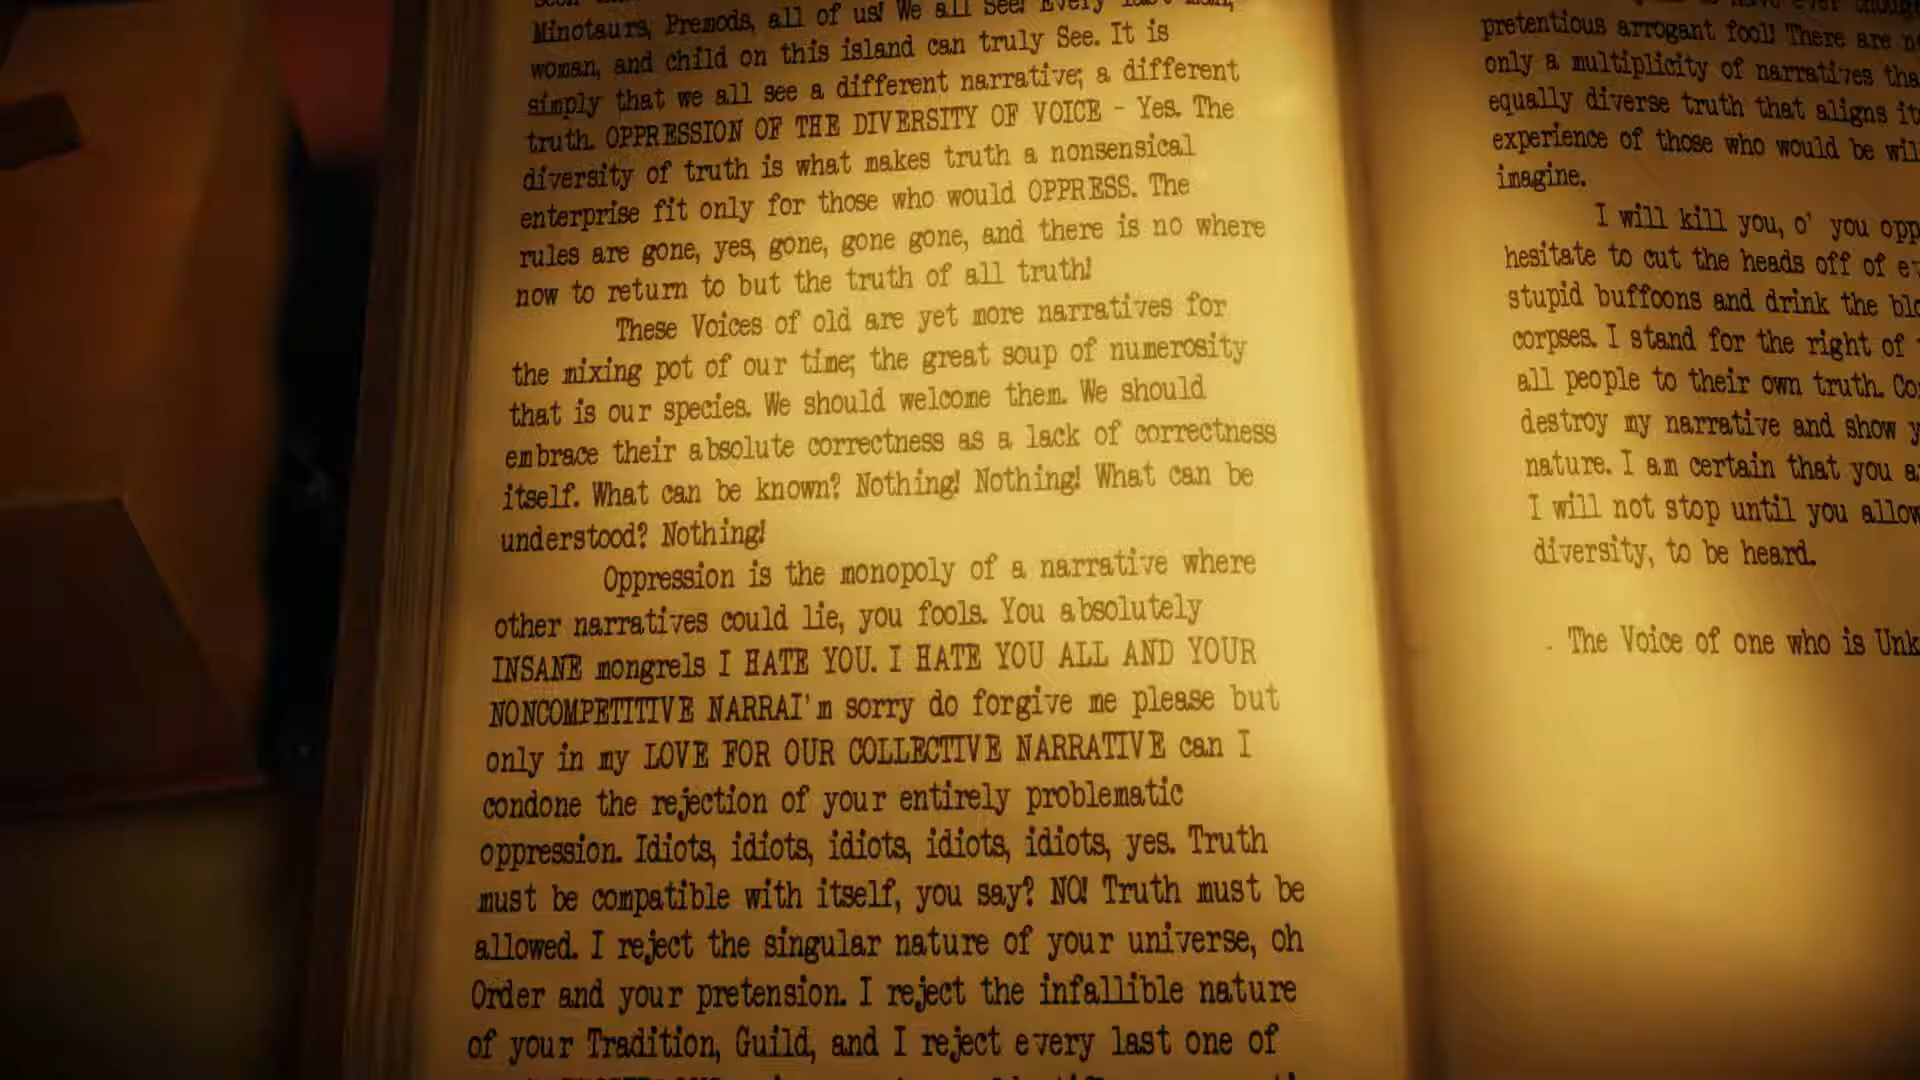 Minotaurs, Premods, all of us! We all See! Every last man,
woman, and child on this island can truly See. It is
simply that we all see a different narrative; a different
truth. OPPRESSION OF THE DIVERSITY OF VOICE - Yes. The
diversity of truth is what makes truth a nonsensical
enterprise fit only for those who would OPPRESS. The
rules are gone, yes, gone, gone gone, and there is no where
now to return to but the truth of all truth!
These Voices of old are yet more narratives for
the mixing pot of our time; the great soup of numerosity
that is our species. We should welcome them. We should
embrace their absolute correctness as a lack of correctness
itself. What can be known? Nothing! Nothing! What can be
understood? Nothing!
Oppression is the monopoly of a narrative where
other narratives could lie, you fools. You absolutely
INSANE mongrels I HATE YOU. I HATE YOU ALL AND YOUR
NONCOMPETITIVE NARRAI'm sorry do forgive me please but
only in my LOVE FOR OUR COLLECTIVE NARRATIVE can I
condone the rejection of your entirely problematic
oppression. Idiots, idiots, idiots, idiots, idiots, yes. Truth
must be compatible with itself, you say? NO! Truth must be
allowed. I reject the singular nature of your universe, oh
Order and your pretension. I reject the infallible nature
of your Tradition, Guild, and I reject every last one of
pretentious arrogant fool! There are
only a multiplicity of narratives
equally diverse truth that aligns
experience of those who would be
imagine.
I will kill you, o' you
hesitate to cut the heads off of
stupid buffoons and drink the
corpses. I stand for the right of
all people to their own truth.
destroy my narrative and show
nature. I am certain that you
I will not stop until you
diversity, to be heard.
- The Voice of one who is